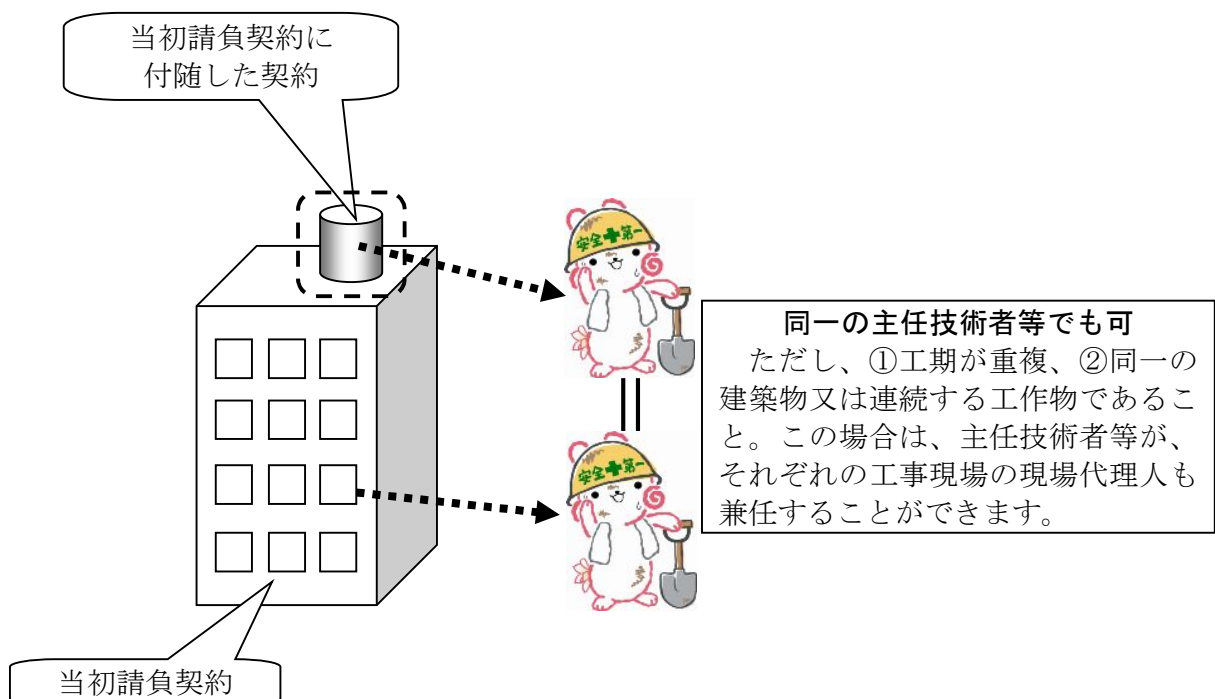 当初請負契約に
付随した契約
安全✚第一
同一の主任技術者等でも可
ただし、①工期が重複、②同一の
建築物又は連続する工作物であるこ
と。この場合は、主任技術者等が、
それぞれの工事現場の現場代理人も
兼任することができます。
安全✚第一
当初請負契約